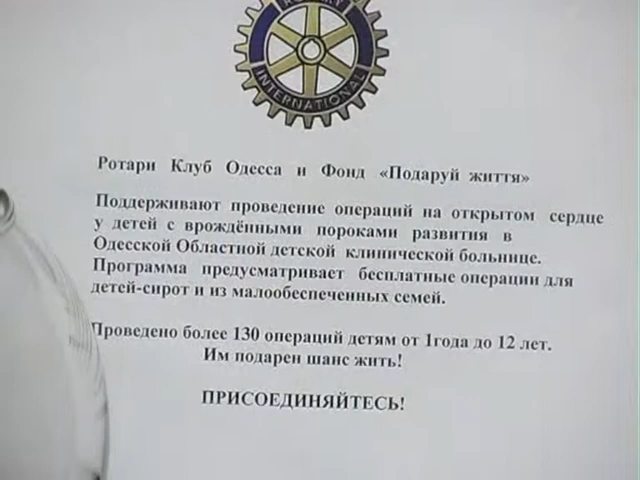 ROTARY
INTERNATIONAL
Ротари Клуб Одесса и Фонд «Подаруй життя»
Поддерживают проведение операций на открытом сердце
у детей с врождёнными пороками развития в
Одесской Областной детской клинической больнице.
Программа предусматривает бесплатные операции для
детей-сирот и из малообеспеченных семей.
Проведено более 130 операций детям от 1года до 12 лет.
Им подарен шанс жить!
ПРИСОЕДИНЯЙТЕСЬ!